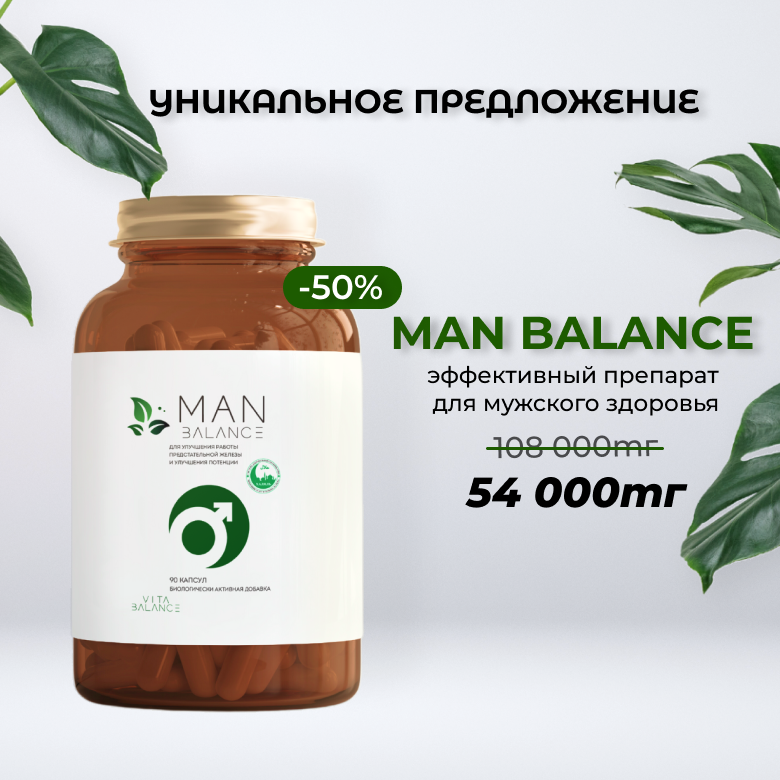 УНИКАЛЬНОЕ ПРЕДЛОЖЕНИЕ
-50%
MAN BALANCE
эффективный препарат
для мужского здоровья
108 000тг
54 000тг
MAN
BALANCE
ДЛЯ УЛУЧШЕНИЯ РАБОТЫ
ПРЕДСТАТЕЛЬНОЙ ЖЕЛЕЗЫ
И УЛУЧШЕНИЯ ПОТЕНЦИИ
90 КАПСУЛ
БИОЛОГИЧЕСКИ АКТИВНАЯ ДОБАВКА
VITA
BALANCE